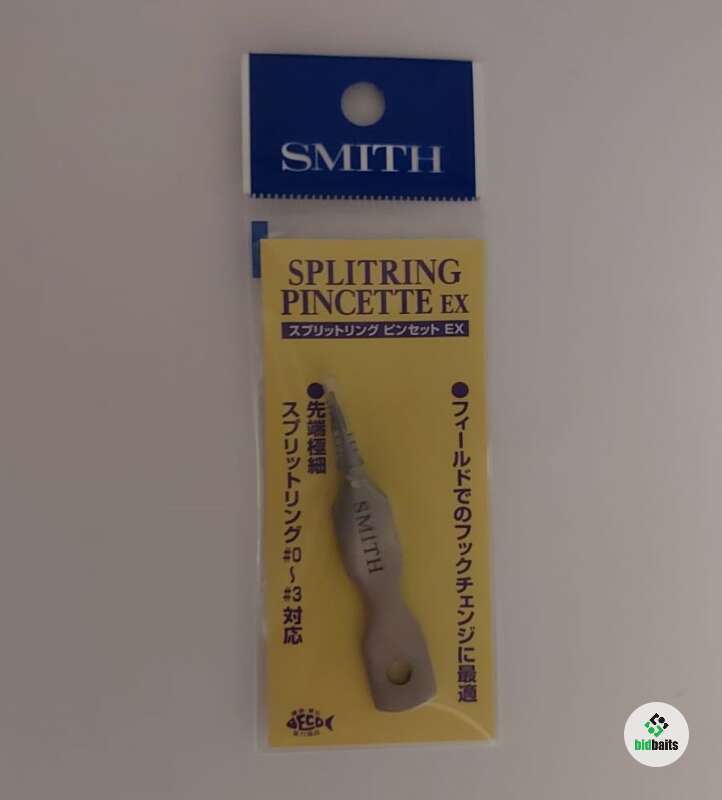 SMITH
SPLITRING
PINCETTE EX
スプリットリング ピンセット EX
●フィールドでのフックチェンジに最適
●先端極細
スプリットリング#0～#3対応
SMITH
ECO
bidbaits